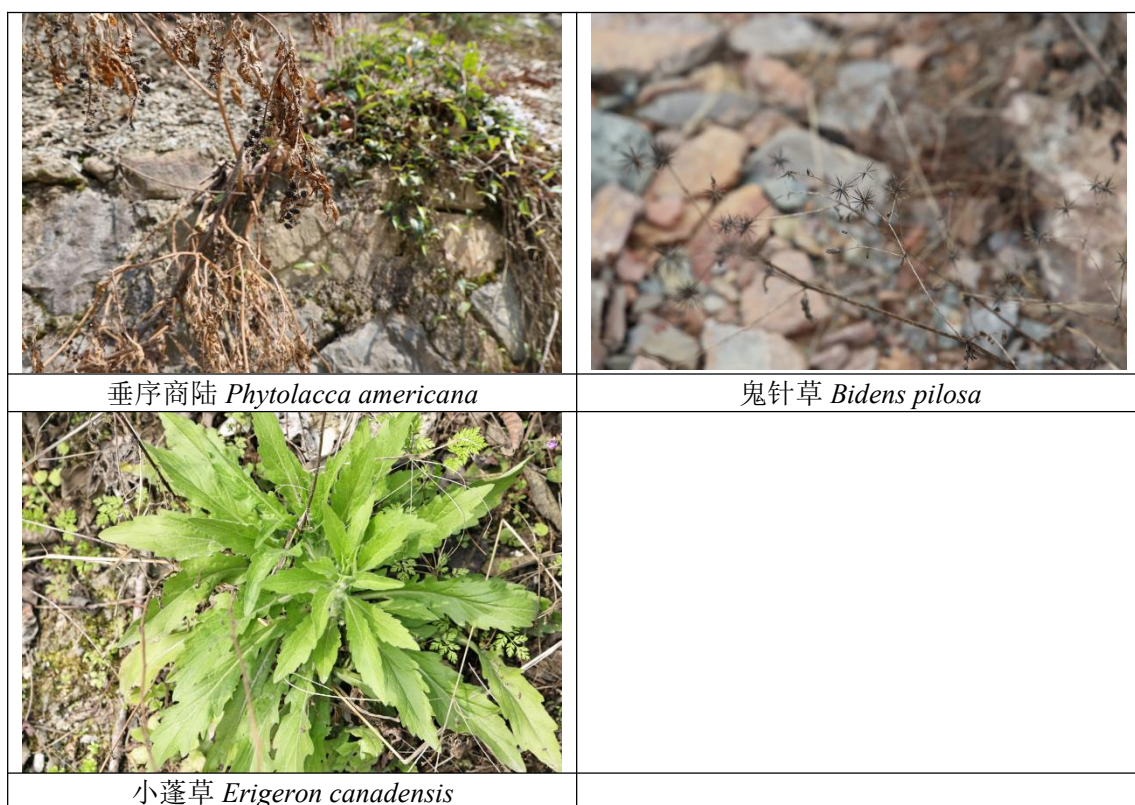 垂序商陆 Phytolacca americana
鬼针草 Bidens pilosa
小蓬草 Erigeron canadensis